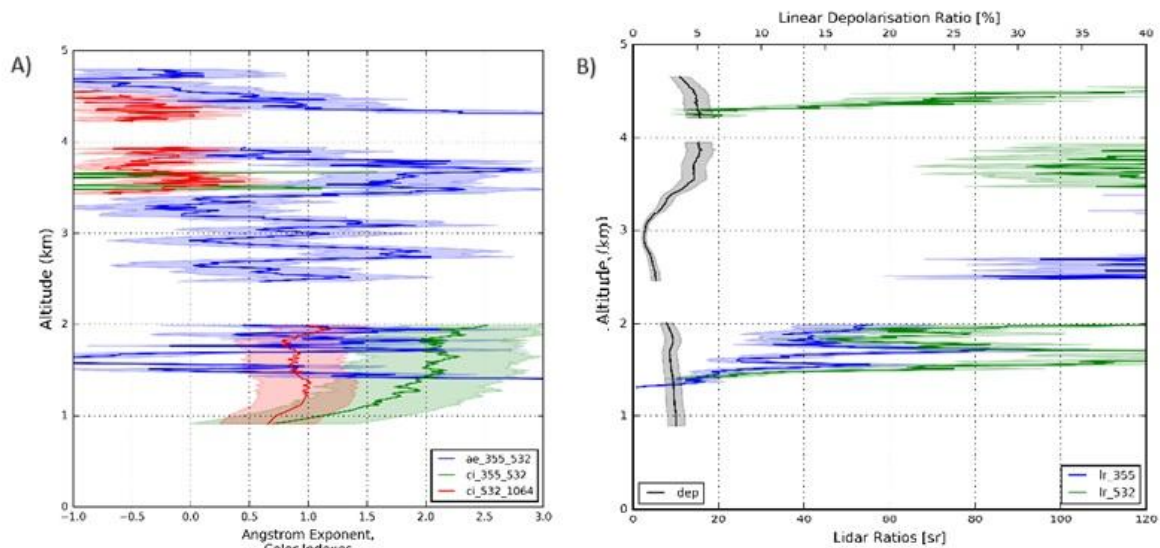 Linear Depolarisation Ratio [%]
0 5 10 15 20 25 30 35 40
A)
B)
5
4
3
2
1
0
Altitude (km)
−1.0 −0.5 0.0 0.5 1.0 1.5 2.0 2.5 3.0
Angstrom Exponent,
Color Indexes
ae_355_532
ci_355_532
ci_532_1064
5
4
3
2
1
0
0 20 40 60 80 100 120
Lidar Ratios [sr]
dep
lr_355
lr_532